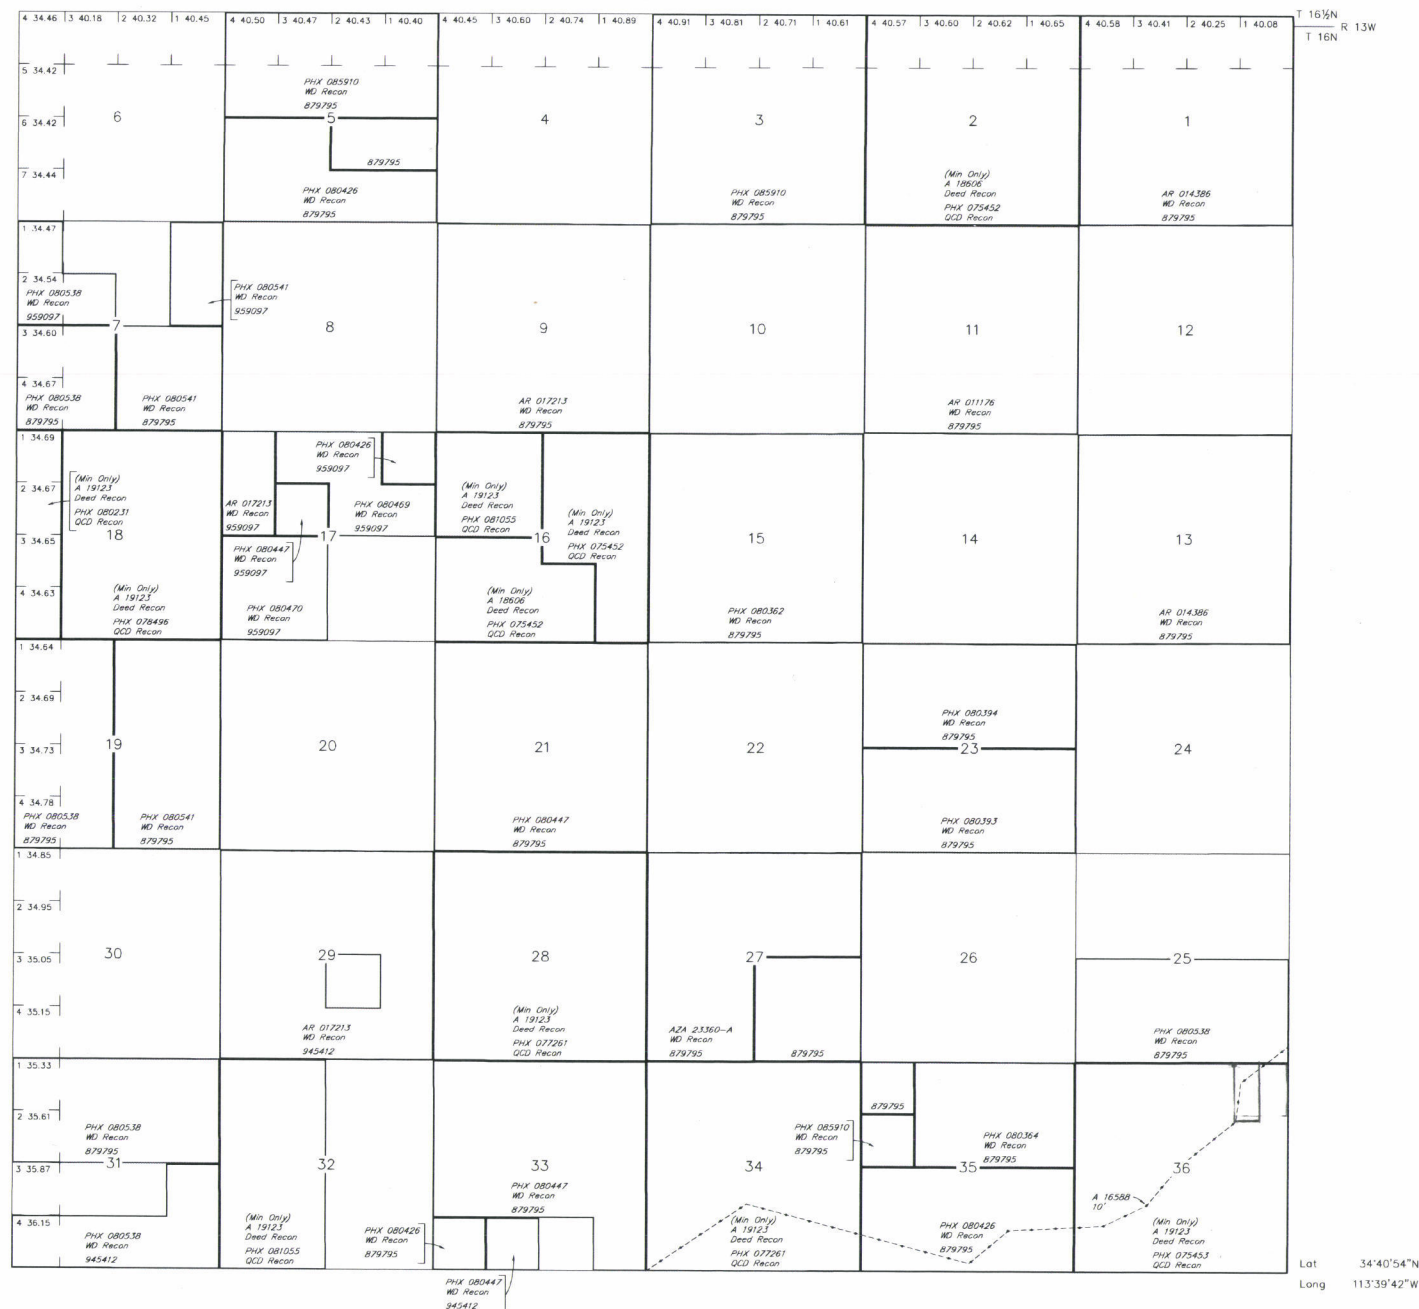 4 34.46 3 40.18 2 40.32 1 40.45 4 40.50 3 40.47 2 40.43 1 40.40 4 40.45 3 40.60 2 40.74 1 40.89 4 40.91 3 40.81 2 40.71 1 40.61 4 40.57 3 40.60 2 40.62 1 40.65 4 40.58 3 40.41 2 40.25 1 40.08
T 16½N
R 13W
T 16N
5 34.42
6 34.42
7 34.44
6
PHX 085910
WD Recon
879795
5
879795
PHX 080426
WD Recon
879795
4
3
PHX 085910
WD Recon
879795
2
(Min Only)
A 18606
Deed Recon
PHX 075452
QCD Recon
1
AR 014386
WD Recon
879795
1 34.47
2 34.54
PHX 080538
WD Recon
959097
7
3 34.60
4 34.67
PHX 080538
WD Recon
879795
PHX 080541
WD Recon
879795
PHX 080541
WD Recon
959097
8
9
AR 017213
WD Recon
879795
10
11
AR 011176
WD Recon
879795
12
1 34.69
2 34.67
3 34.65
4 34.63
(Min Only)
A 19123
Deed Recon
PHX 080231
QCD Recon
18
(Min Only)
A 19123
Deed Recon
PHX 078496
QCD Recon
PHX 080426
WD Recon
959097
AR 017213
WD Recon
959097
PHX 080469
WD Recon
959097
17
PHX 080447
WD Recon
959097
PHX 080470
WD Recon
959097
(Min Only)
A 19123
Deed Recon
PHX 081055
QCD Recon
(Min Only)
A 19123
Deed Recon
PHX 075452
QCD Recon
16
(Min Only)
A 18606
Deed Recon
PHX 075452
QCD Recon
15
PHX 080362
WD Recon
879795
14
13
AR 014386
WD Recon
879795
1 34.64
2 34.69
3 34.73
4 34.78
19
PHX 080538
WD Recon
879795
PHX 080541
WD Recon
879795
20
21
PHX 080447
WD Recon
879795
22
PHX 080394
WD Recon
879795
23
PHX 080393
WD Recon
879795
24
1 34.85
2 34.95
3 35.05
4 35.15
30
29
AR 017213
WD Recon
945412
28
(Min Only)
A 19123
Deed Recon
PHX 077261
QCD Recon
27
AZA 23360-A
WD Recon
879795
879795
26
25
PHX 080538
WD Recon
879795
1 35.33
2 35.61
PHX 080538
WD Recon
879795
31
3 35.87
4 36.15
PHX 080538
WD Recon
945412
32
(Min Only)
A 19123
Deed Recon
PHX 081055
QCD Recon
PHX 080426
WD Recon
879795
33
PHX 080447
WD Recon
879795
PHX 080447
WD Recon
945412
34
(Min Only)
A 19123
Deed Recon
PHX 077261
QCD Recon
879795
PHX 085910
WD Recon
879795
PHX 080364
WD Recon
879795
35
PHX 080426
WD Recon
879795
36
A 16588
10'
(Min Only)
A 19123
Deed Recon
PHX 075453
QCD Recon
Lat 34°40'54"N
Long 113°39'42"W